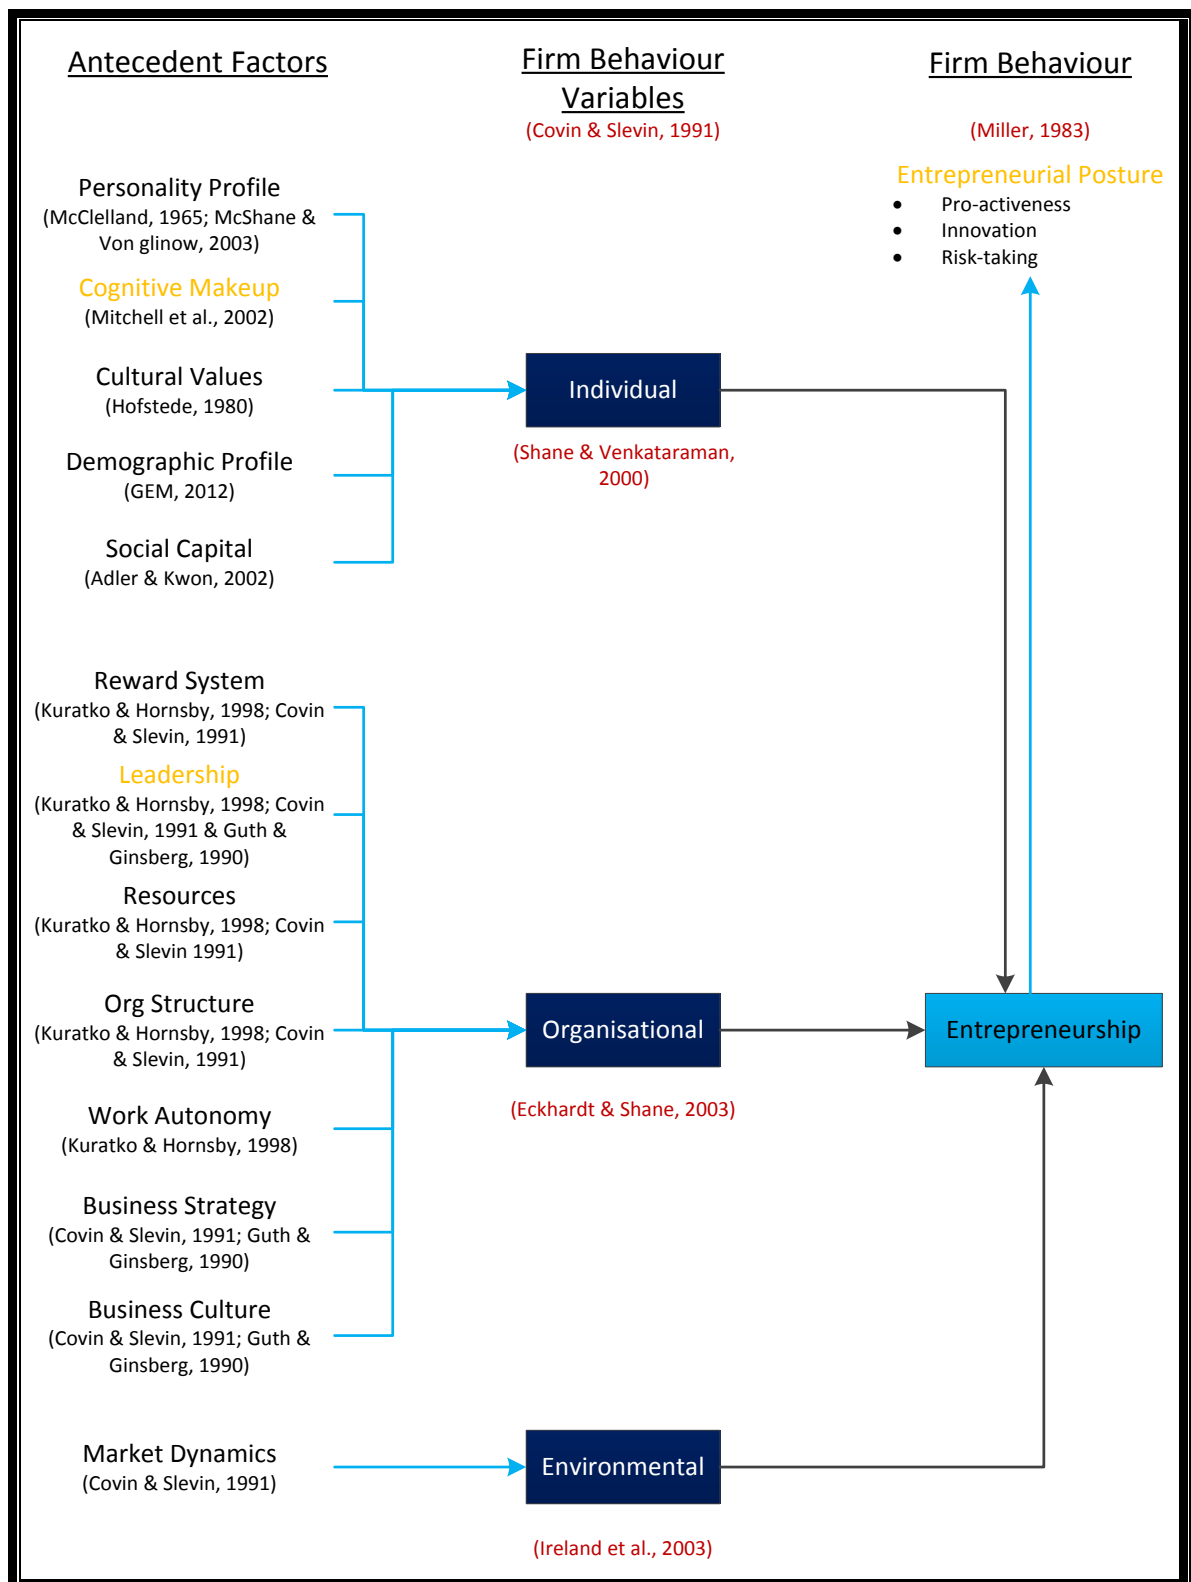 Antecedent Factors
Firm Behaviour
Variables
(Covin & Slevin, 1991)
Firm Behaviour
(Miller, 1983)
Entrepreneurial Posture
• Pro-activeness
• Innovation
• Risk-taking
Personality Profile
(McClelland, 1965; McShane &
Von glinow, 2003)
Cognitive Makeup
(Mitchell et al., 2002)
Cultural Values
(Hofstede, 1980)
Demographic Profile
(GEM, 2012)
Social Capital
(Adler & Kwon, 2002)
Individual
(Shane & Venkataraman,
2000)
Reward System
(Kuratko & Hornsby, 1998; Covin
& Slevin, 1991)
Leadership
(Kuratko & Hornsby, 1998; Covin
& Slevin, 1991 & Guth &
Ginsberg, 1990)
Resources
(Kuratko & Hornsby, 1998; Covin
& Slevin 1991)
Org Structure
(Kuratko & Hornsby, 1998; Covin
& Slevin, 1991)
Work Autonomy
(Kuratko & Hornsby, 1998)
Business Strategy
(Covin & Slevin, 1991; Guth &
Ginsberg, 1990)
Business Culture
(Covin & Slevin, 1991; Guth &
Ginsberg, 1990)
Organisational
(Eckhardt & Shane, 2003)
Entrepreneurship
Market Dynamics
(Covin & Slevin, 1991)
Environmental
(Ireland et al., 2003)